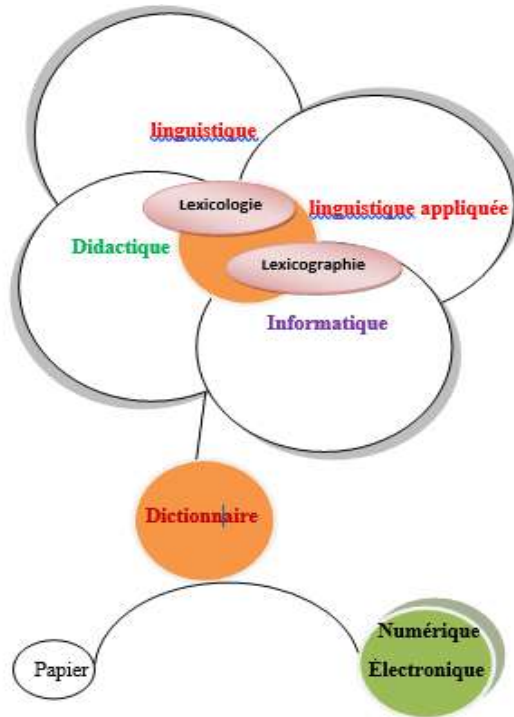 linguistique
Lexicologie
linguistique appliquée
Didactique
Lexicographie
Informatique
Dictionnaire
Numérique
Papier
Électronique